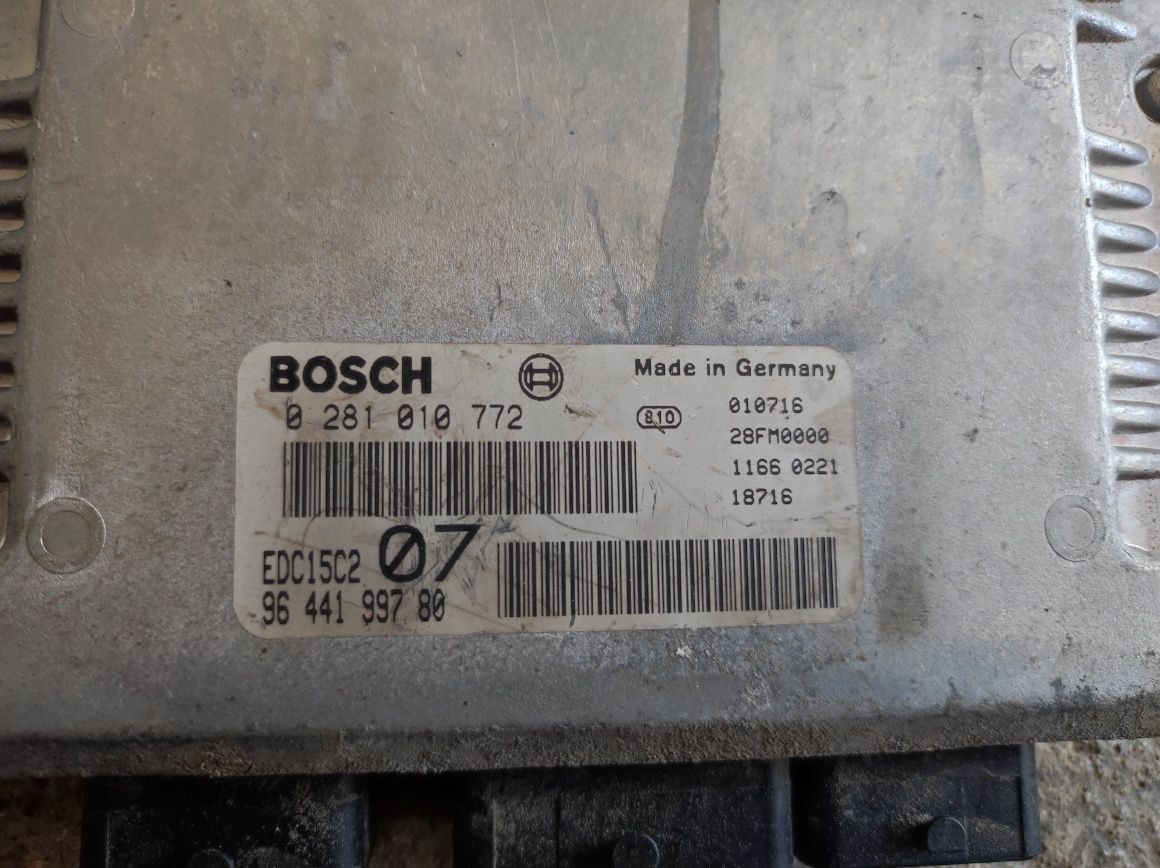 BOSCH
Made in Germany
0 281 010 772
810
010716
28FM0000
1166 0221
18716
EDC15C2 07
96 441 997 80